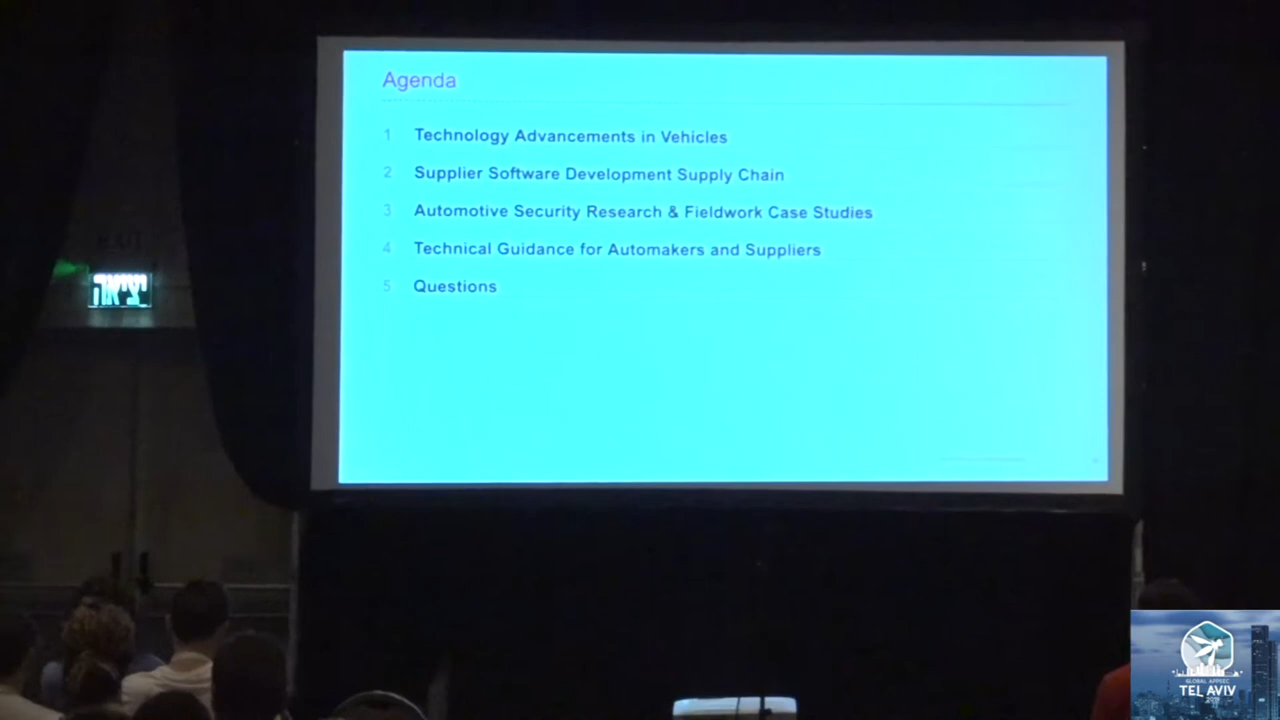 Agenda
1 Technology Advancements in Vehicles
2 Supplier Software Development Supply Chain
3 Automotive Security Research & Fieldwork Case Studies
4 Technical Guidance for Automakers and Suppliers
5 Questions
יציאה
GLOBAL APPSEC
TEL AVIV